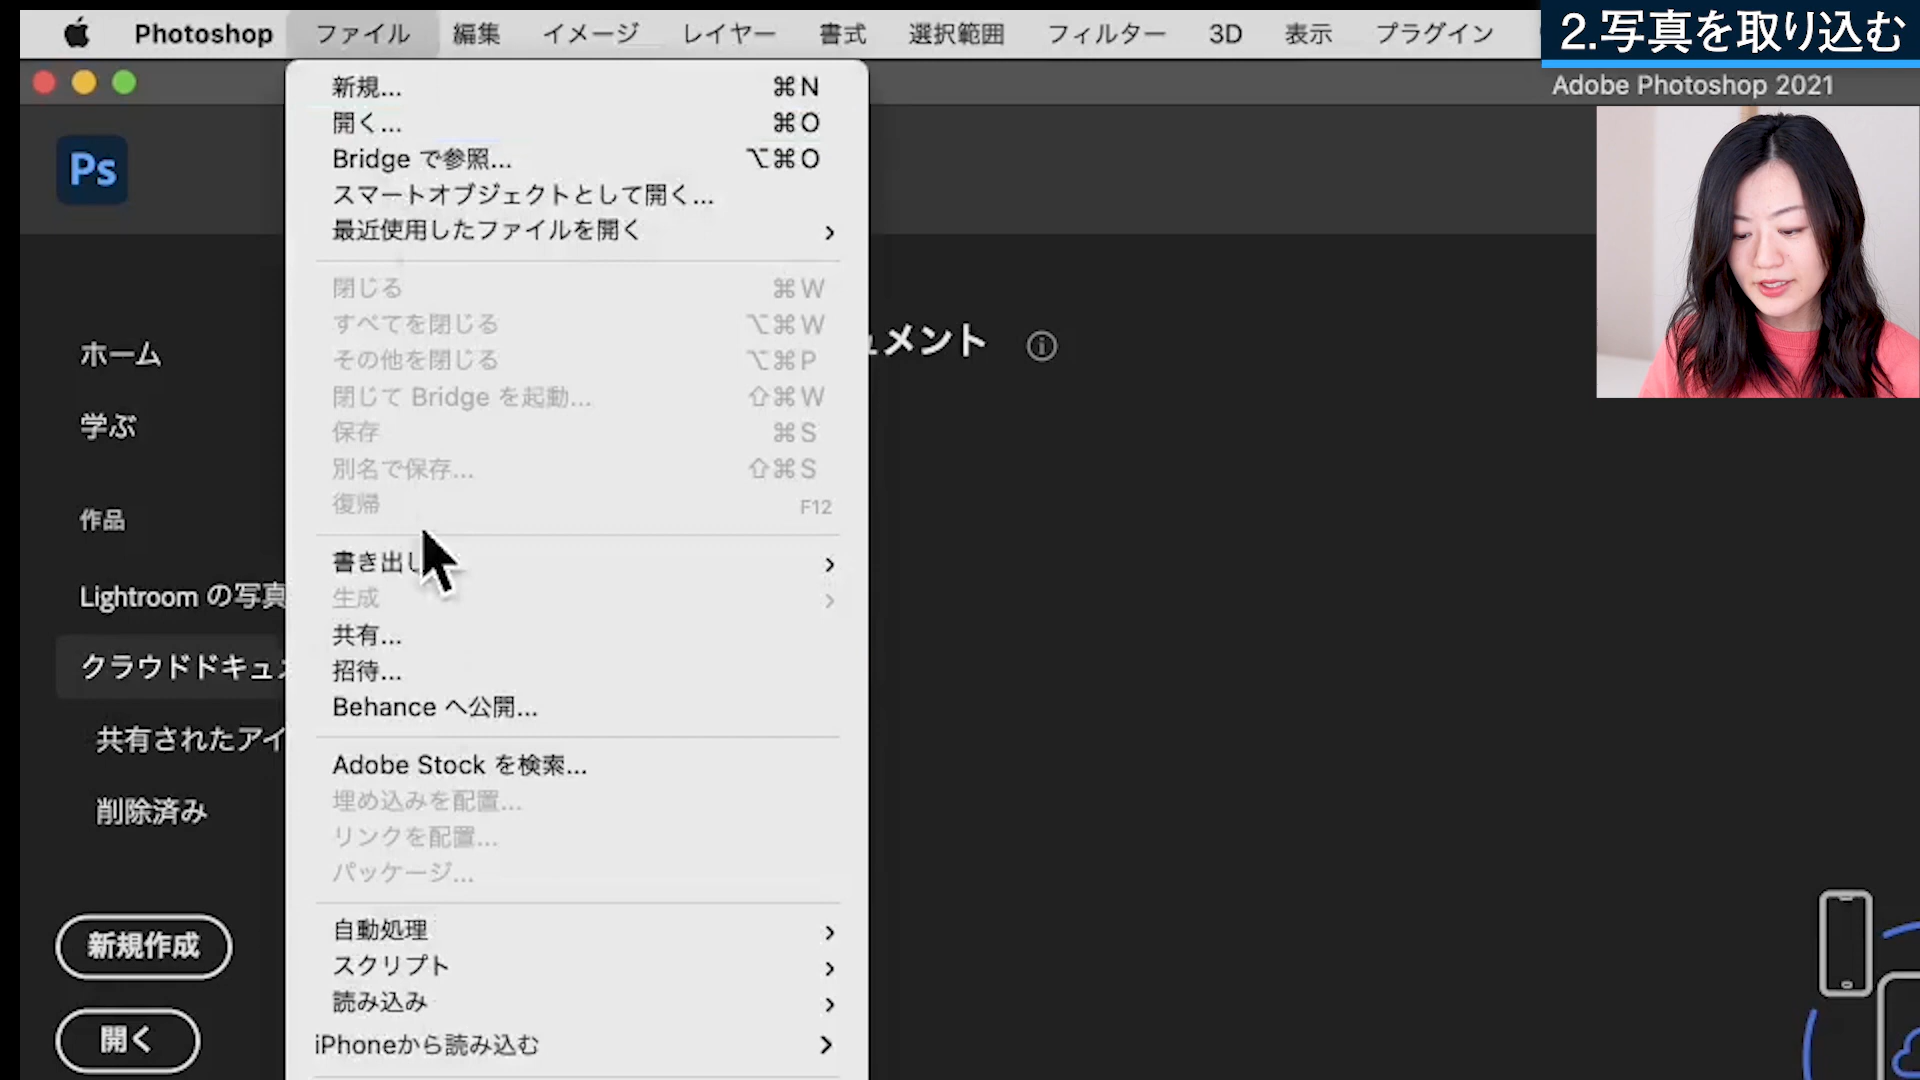 Photoshop ファイル 編集 イメージ レイヤー 書式 選択範囲 フィルター 3D 表示 プラグイン
2.写真を取り込む
Adobe Photoshop 2021
Ps
新規... ⌘N
開く... ⌘O
Bridge で参照... ⌥⌘O
スマートオブジェクトとして開く...
最近使用したファイルを開く
閉じる ⌘W
すべてを閉じる ⌥⌘W
その他を閉じる ⌥⌘P
閉じて Bridge を起動... ⇧⌘W
保存 ⌘S
別名で保存... ⇧⌘S
復帰 F12
書き出し
生成
共有...
招待...
Behance へ公開...
Adobe Stock を検索...
埋め込みを配置...
リンクを配置...
パッケージ...
自動処理
スクリプト
読み込み
iPhoneから読み込む
ホーム
学ぶ
作品
Lightroom の写真
クラウドドキュメ
共有されたアイ
削除済み
新規作成
開く
ュメント